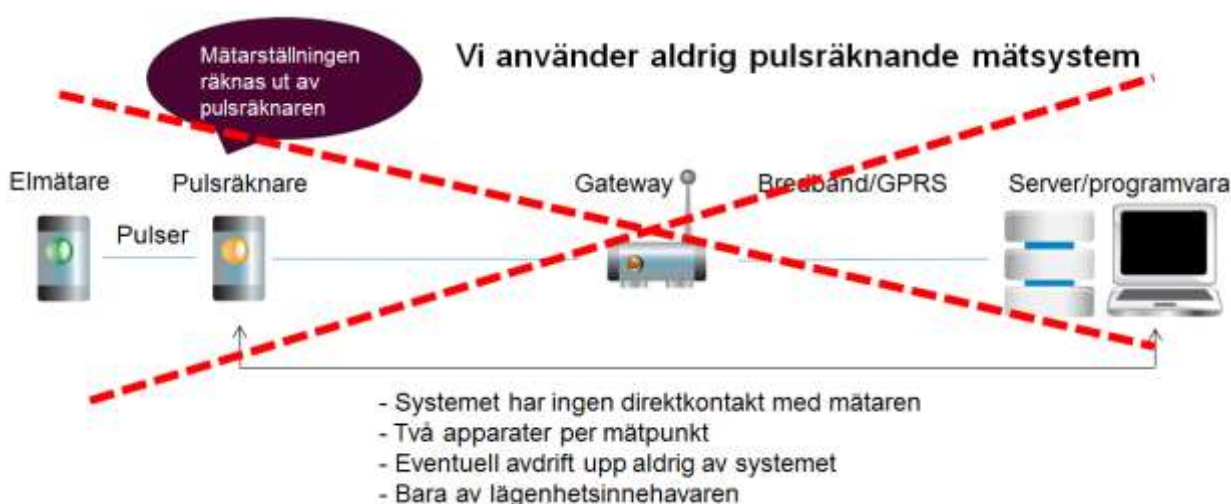 Vi använder aldrig pulsräknande mätsystem
Mätarställningen
räknas ut av
pulsräknaren
Elmätare
Pulsräknare
Gateway
Bredband/GPRS
Server/programvara
Pulser
- Systemet har ingen direktkontakt med mätaren
- Två apparater per mätpunkt
- Eventuell avdrift upp aldrig av systemet
- Bara av lägenhetsinnehavaren